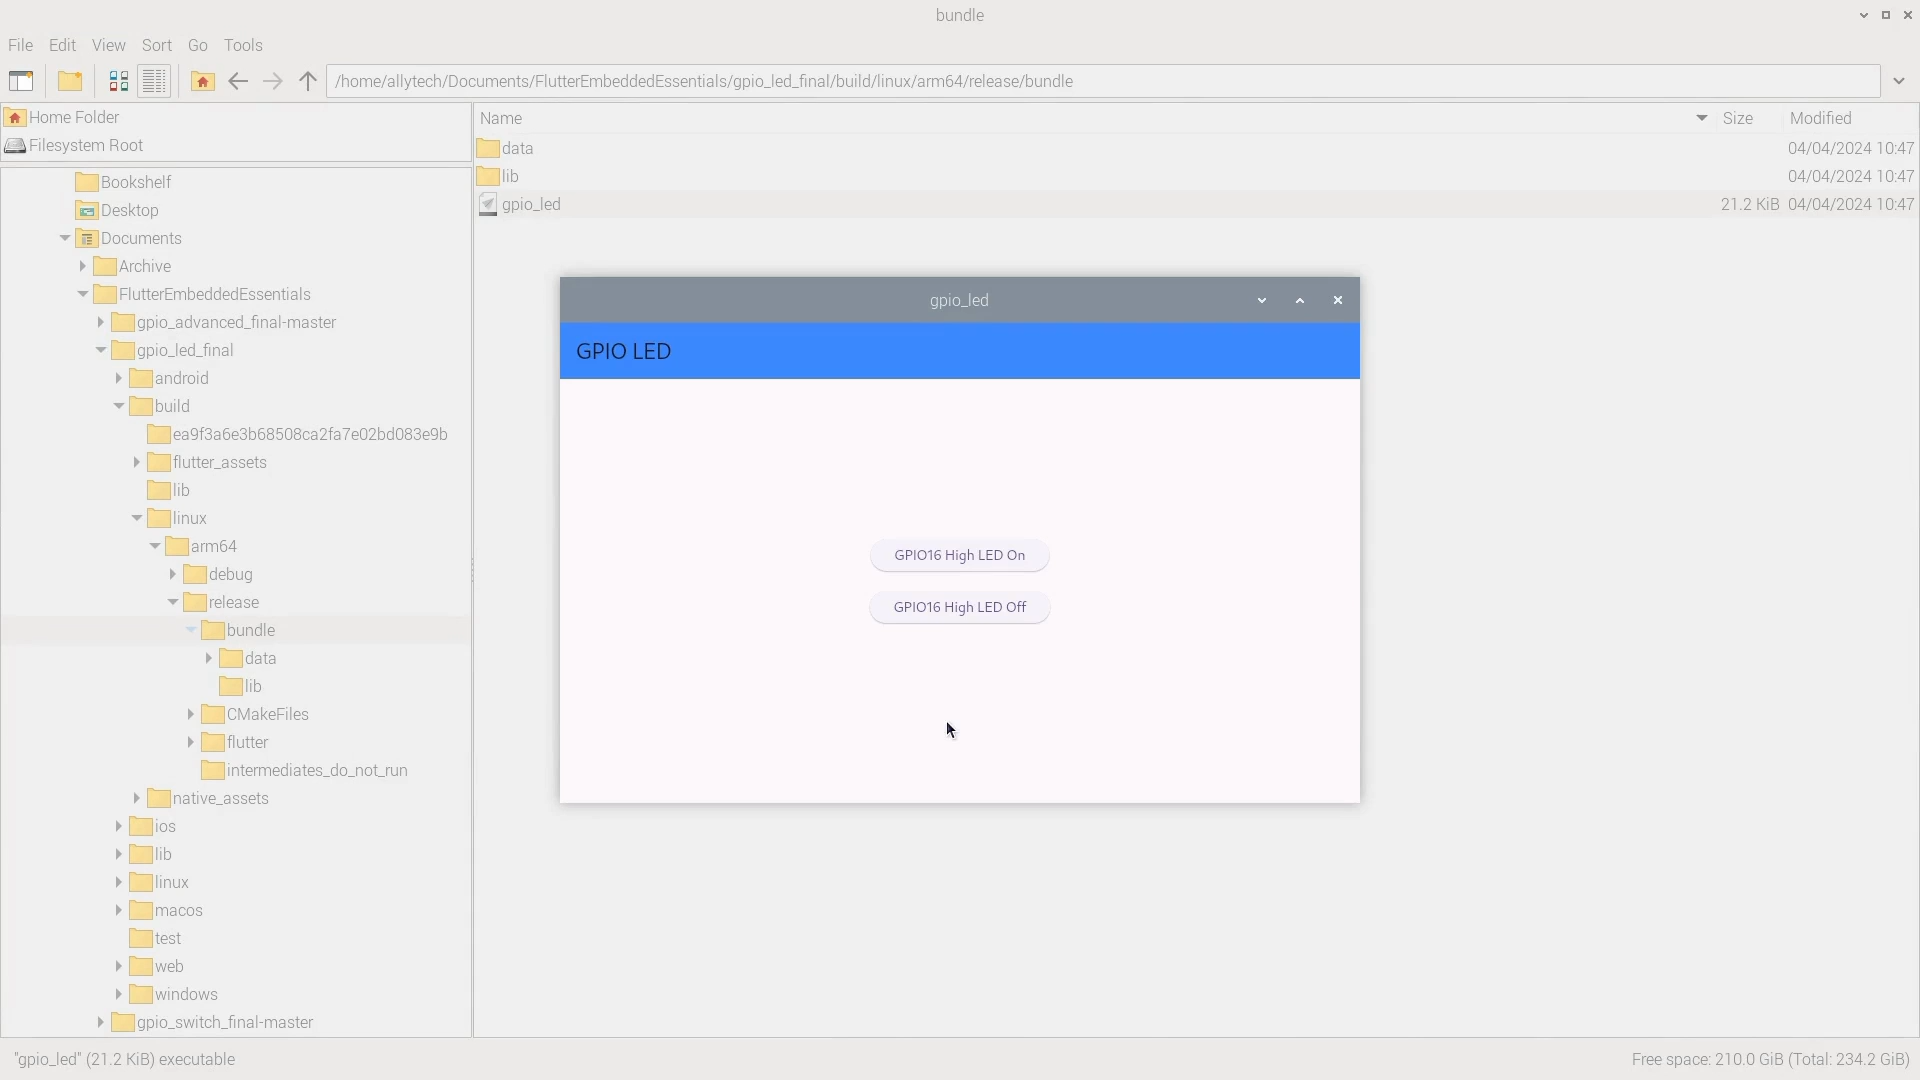 bundle
File Edit View Sort Go Tools
/home/allytech/Documents/FlutterEmbeddedEssentials/gpio_led_final/build/linux/arm64/release/bundle
Home Folder
Filesystem Root
Bookshelf
Desktop
Documents
Archive
FlutterEmbeddedEssentials
gpio_advanced_final-master
gpio_led_final
android
build
ea9f3a6e3b68508ca2fa7e02bd083e9b
flutter_assets
lib
linux
arm64
debug
release
bundle
data
lib
CMakeFiles
flutter
intermediates_do_not_run
native_assets
ios
lib
linux
macos
test
web
windows
gpio_switch_final-master
Name Size Modified
data 04/04/2024 10:47
lib 04/04/2024 10:47
gpio_led 21.2 KiB 04/04/2024 10:47
gpio_led
GPIO LED
GPIO16 High LED On
GPIO16 High LED Off
"gpio_led" (21.2 KiB) executable
Free space: 210.0 GiB (Total: 234.2 GiB)